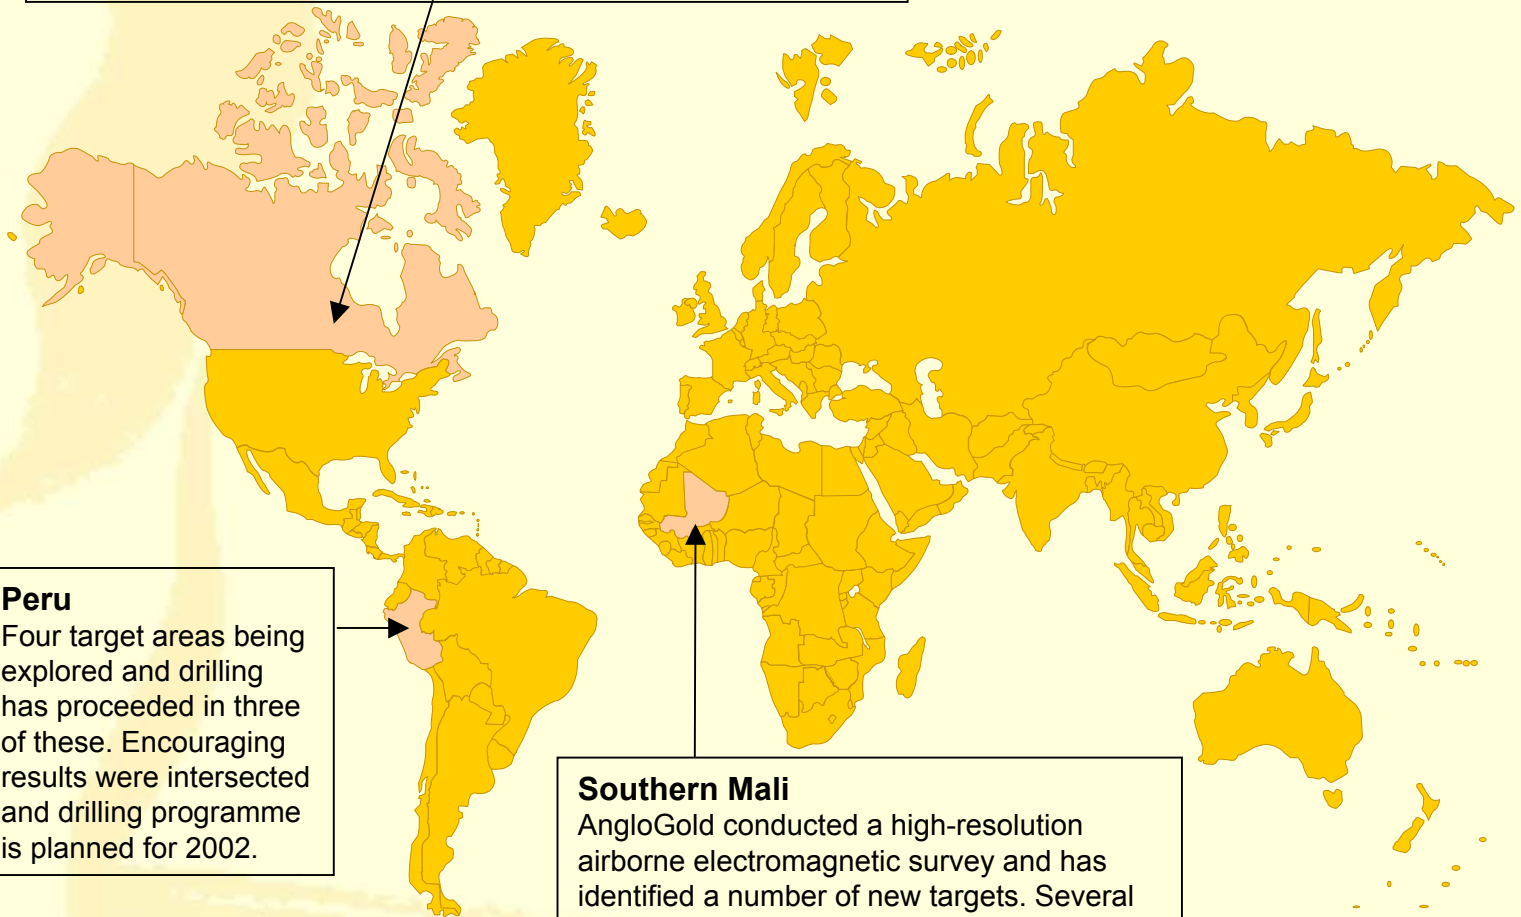 Peru
Four target areas being
explored and drilling
has proceeded in three
of these. Encouraging
results were intersected
and drilling programme
is planned for 2002.
Southern Mali
AngloGold conducted a high-resolution
airborne electromagnetic survey and has
identified a number of new targets. Several